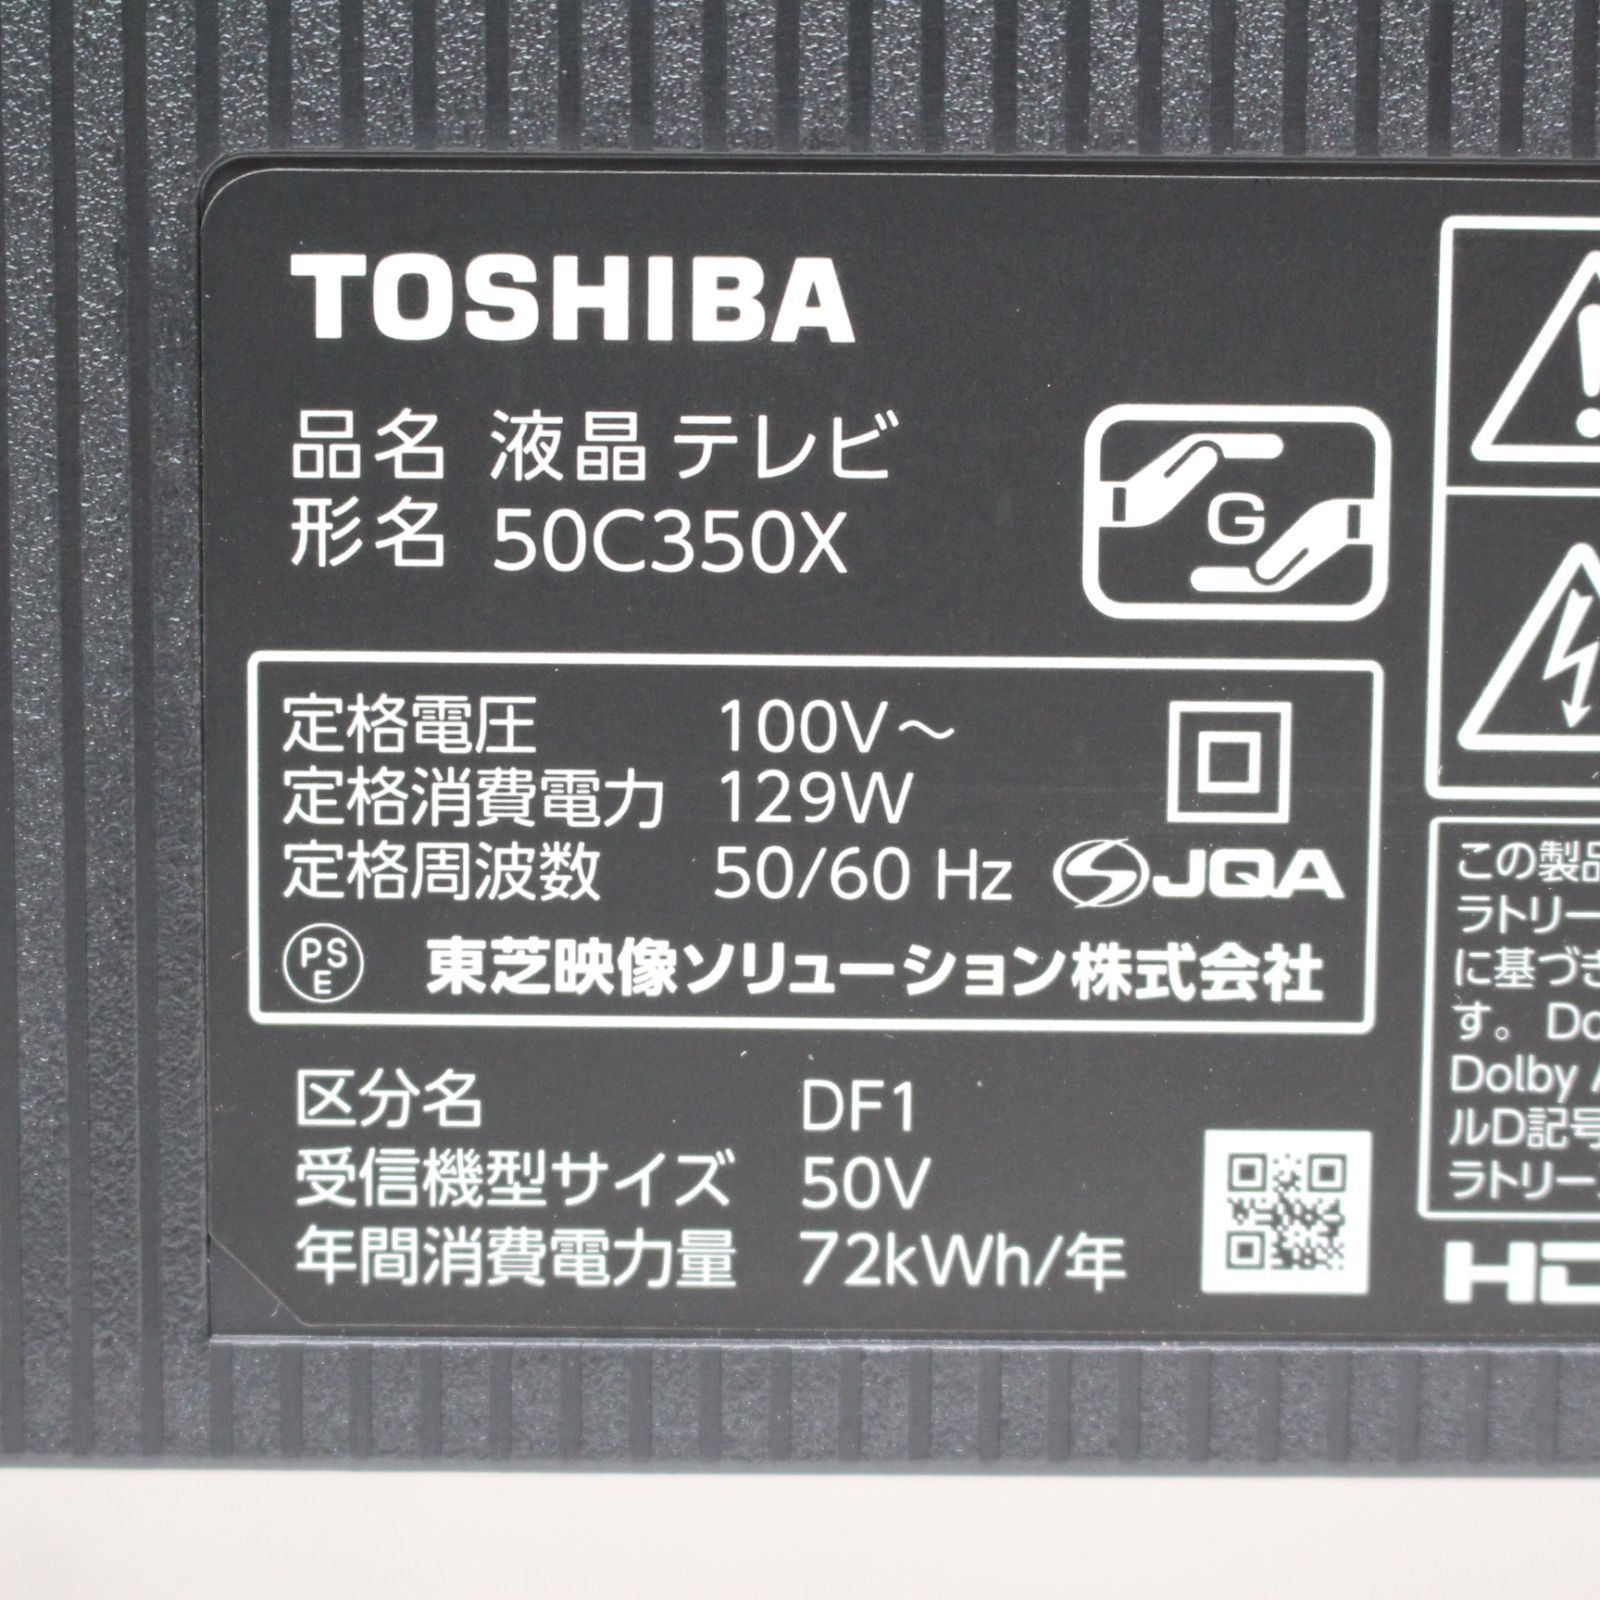 TOSHIBA
品名 液晶 テレビ
形名 50C350X
G
定格電圧 100V～
定格消費電力 129W
定格周波数 50/60 Hz
JQA
PS
E
東芝映像ソリューション株式会社
区分名 DF1
受信機型サイズ 50V
年間消費電力量 72kWh/年
この製品
ラトリー
に基づき
す。 Do
Dolby A
ルD記号
ラトリー
HD